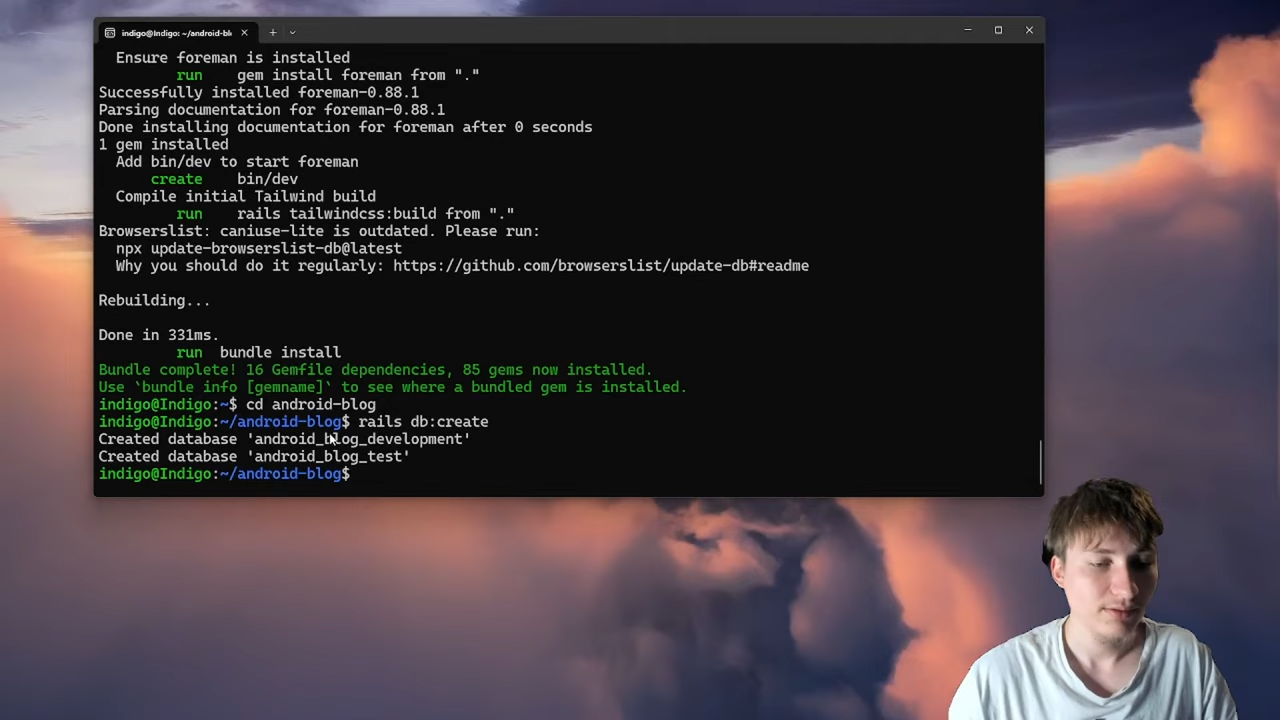 indigo@Indigo: ~/android-bl
Ensure foreman is installed
run gem install foreman from "."
Successfully installed foreman-0.88.1
Parsing documentation for foreman-0.88.1
Done installing documentation for foreman after 0 seconds
1 gem installed
Add bin/dev to start foreman
create bin/dev
Compile initial Tailwind build
run rails tailwindcss:build from "."
Browserslist: caniuse-lite is outdated. Please run:
npx update-browserslist-db@latest
Why you should do it regularly: https://github.com/browserslist/update-db#readme
Rebuilding...
Done in 331ms.
run bundle install
Bundle complete! 16 Gemfile dependencies, 85 gems now installed.
Use `bundle info [gemname]` to see where a bundled gem is installed.
indigo@Indigo:~$ cd android-blog
indigo@Indigo:~/android-blog$ rails db:create
Created database 'android_blog_development'
Created database 'android_blog_test'
indigo@Indigo:~/android-blog$